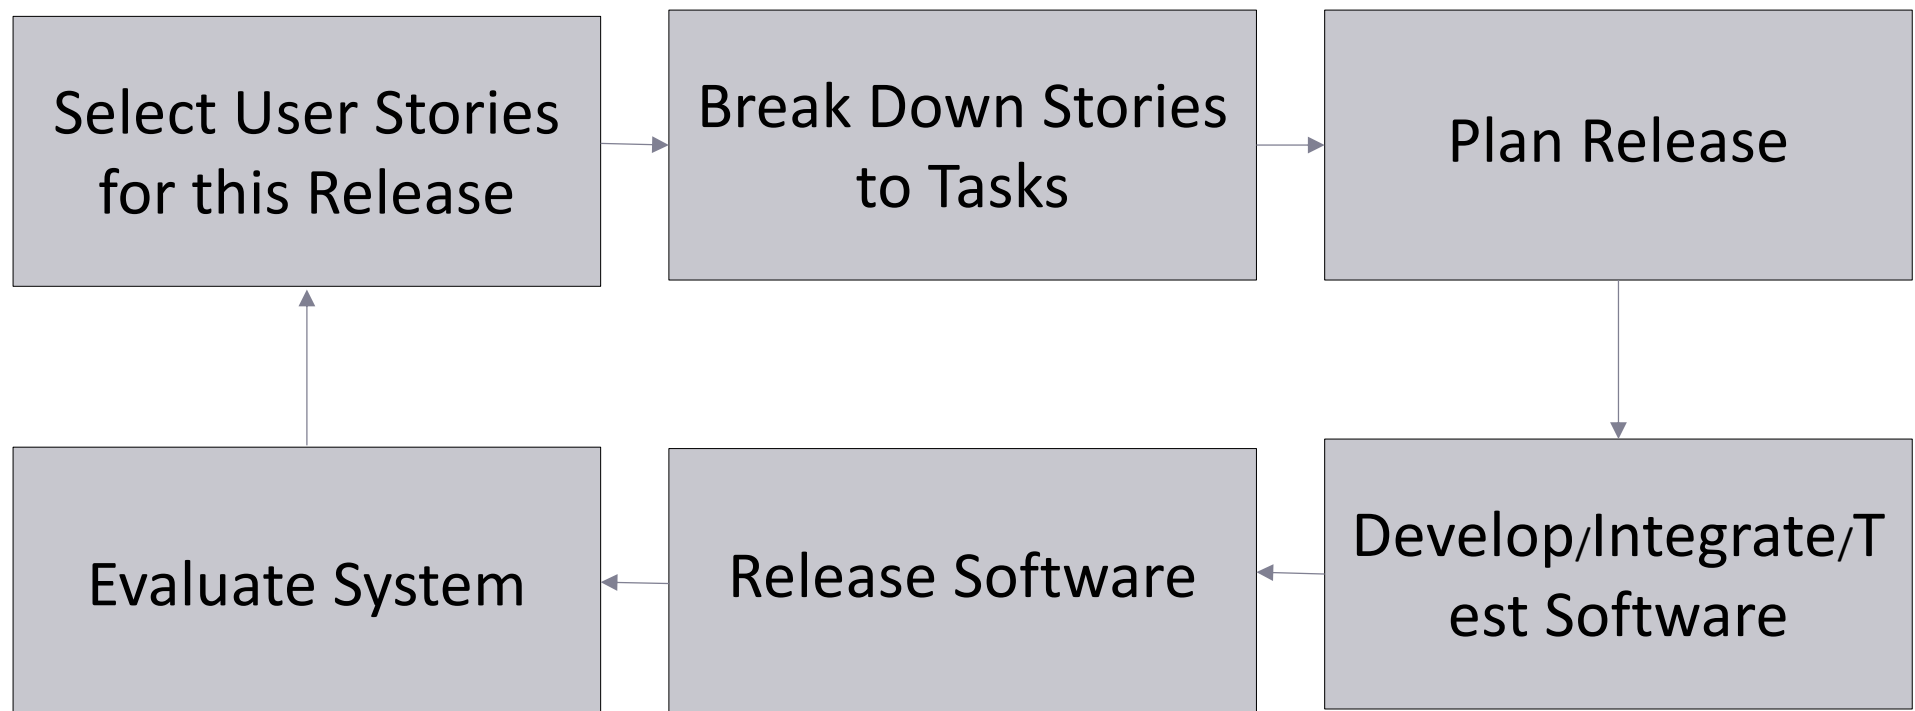 Select User Stories
for this Release
Break Down Stories
to Tasks
Plan Release
Evaluate System
Release Software
Develop/Integrate/T
est Software